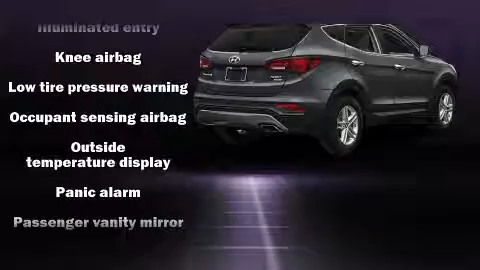 Illuminated entry
Knee airbag
Low tire pressure warning
Occupant sensing airbag
Outside
temperature display
Panic alarm
Passenger vanity mirror